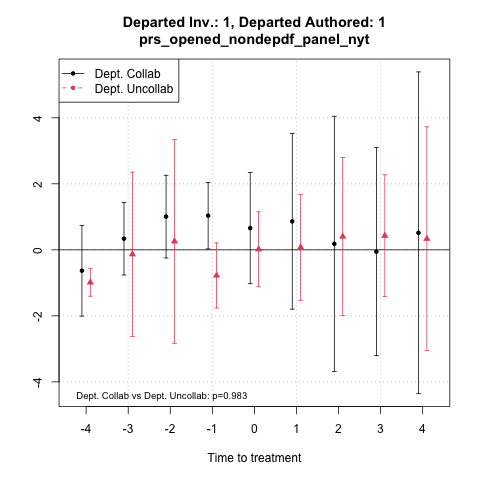 Departed Inv.: 1, Departed Authored: 1
prs_opened_nondepdf_panel_nyt
Dept. Collab
Dept. Uncollab
4
2
0
-2
-4
Dept. Collab vs Dept. Uncollab: p=0.983
-4 -3 -2 -1 0 1 2 3 4
Time to treatment